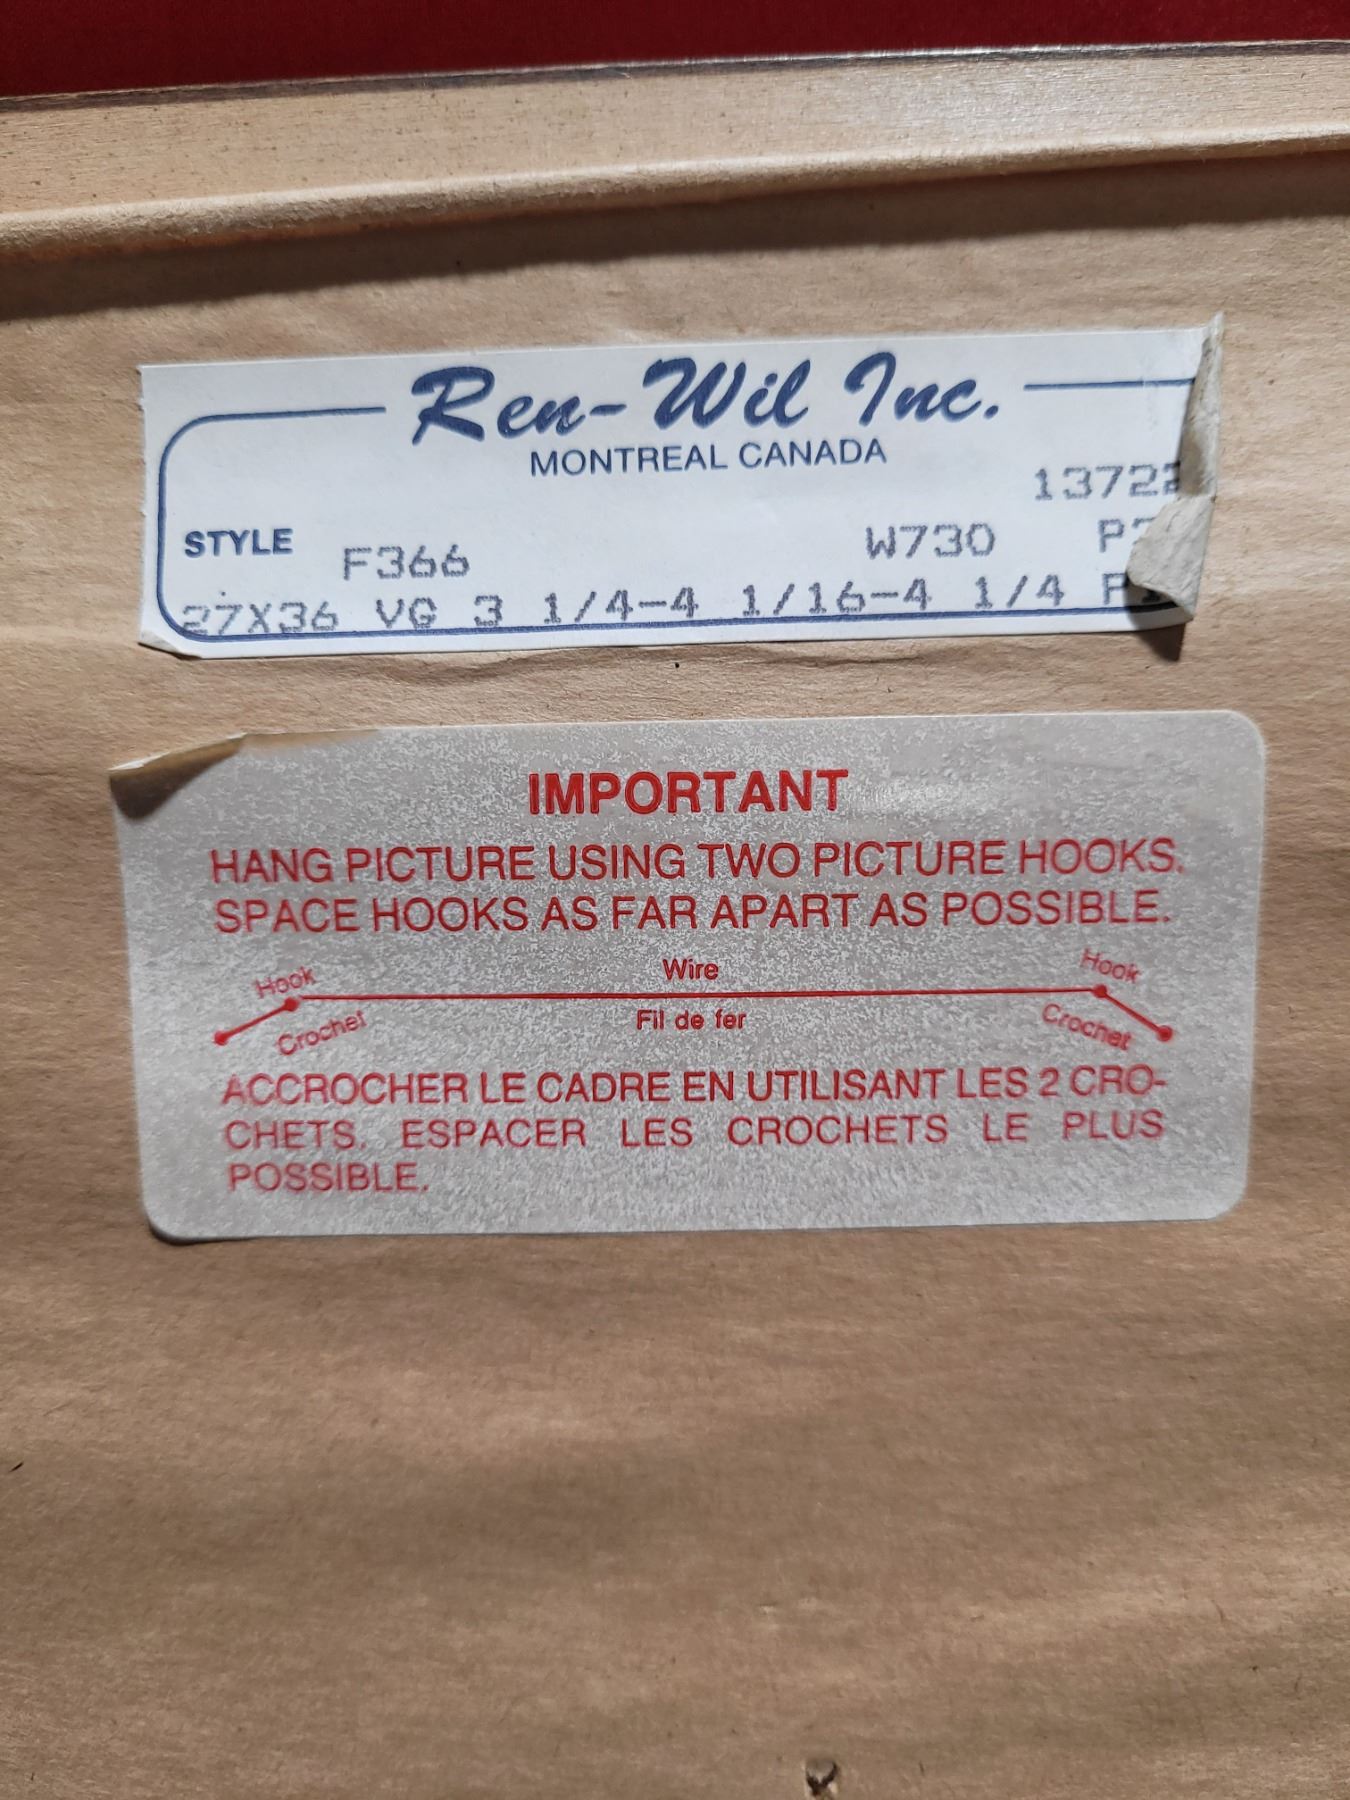 Ren-Wil Inc.
MONTREAL CANADA
13722
STYLE F366 W730
27X36 VG 3 1/4-4 1/16-4 1/4
IMPORTANT
HANG PICTURE USING TWO PICTURE HOOKS.
SPACE HOOKS AS FAR APART AS POSSIBLE.
Hook Wire Hook
Crochet Fil de fer Crochet
ACCROCHER LE CADRE EN UTILISANT LES 2 CRO-
CHETS. ESPACER LES CROCHETS LE PLUS
POSSIBLE.